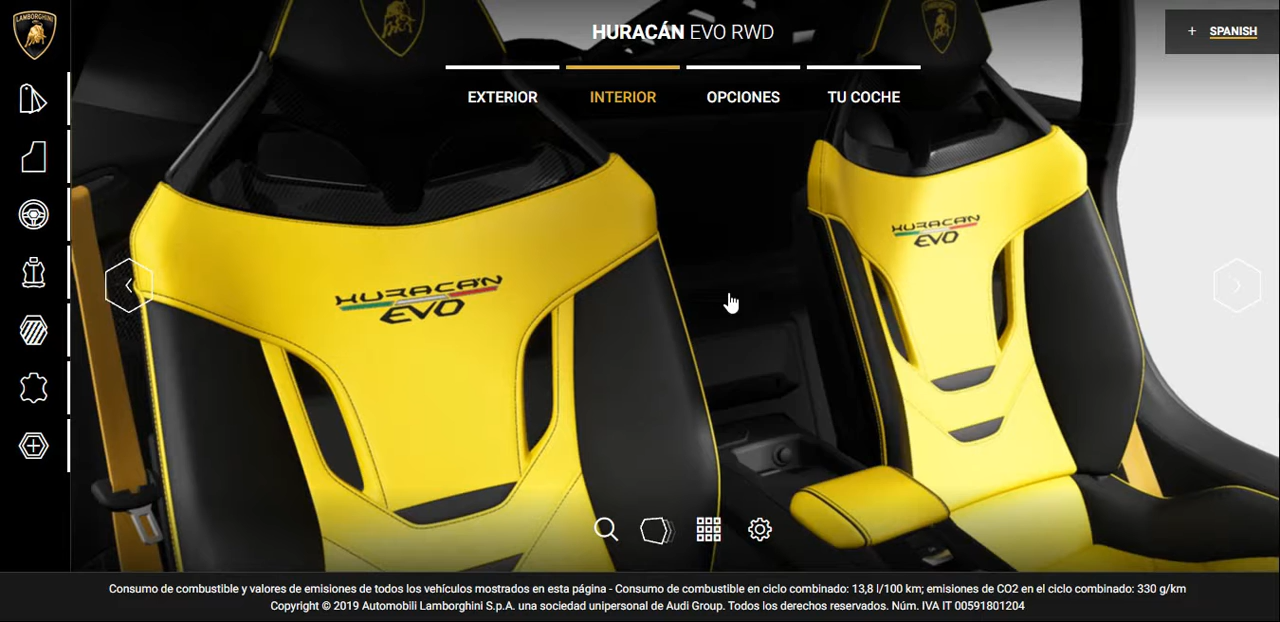 LAMBORGHINI
HURACÁN EVO RWD
+ SPANISH
EXTERIOR
INTERIOR
OPCIONES
TU COCHE
HURACÁN
EVO
HURACÁN
EVO
Consumo de combustible y valores de emisiones de todos los vehículos mostrados en esta página - Consumo de combustible en ciclo combinado: 13,8 l/100 km; emisiones de CO2 en el ciclo combinado: 330 g/km
Copyright © 2019 Automobili Lamborghini S.p.A. una sociedad unipersonal de Audi Group. Todos los derechos reservados. Núm. IVA IT 00591801204